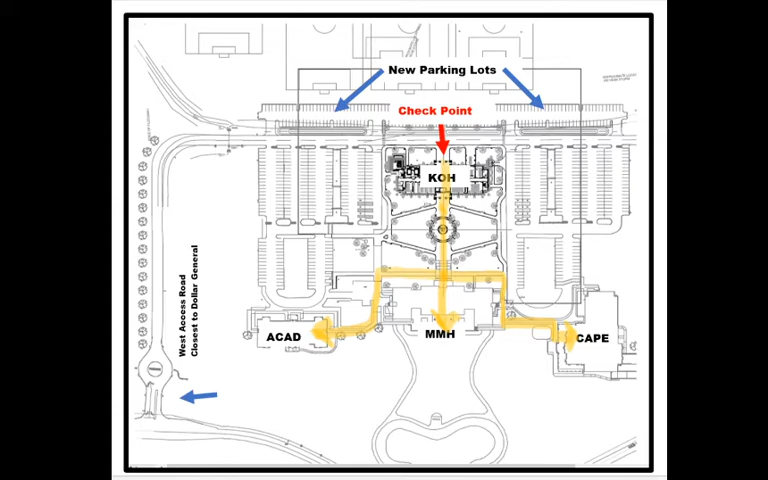 New Parking Lots
Check Point
KOH
West Access Road
Closest to Dollar General
ACAD
MMH
CAPE